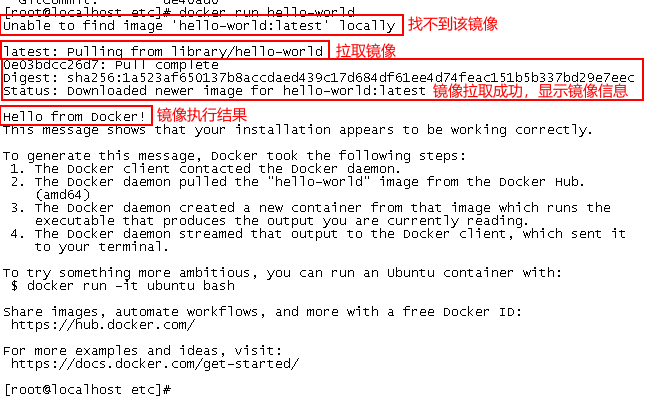 [root@localhost etc]# docker run hello-world
Unable to find image 'hello-world:latest' locally 找不到该镜像
latest: Pulling from library/hello-world 拉取镜像
0e03bdcc26d7: Pull complete
Digest: sha256:1a523af650137b8accdaed439c17d684df61ee4d74feac151b5b337bd29e7eec
Status: Downloaded newer image for hello-world:latest 镜像拉取成功，显示镜像信息
Hello from Docker! 镜像执行结果
This message shows that your installation appears to be working correctly.
To generate this message, Docker took the following steps:
1. The Docker client contacted the Docker daemon.
2. The Docker daemon pulled the "hello-world" image from the Docker Hub.
(amd64)
3. The Docker daemon created a new container from that image which runs the
executable that produces the output you are currently reading.
4. The Docker daemon streamed that output to the Docker client, which sent it
to your terminal.
To try something more ambitious, you can run an Ubuntu container with:
$ docker run -it ubuntu bash
Share images, automate workflows, and more with a free Docker ID:
https://hub.docker.com/
For more examples and ideas, visit:
https://docs.docker.com/get-started/
[root@localhost etc]#